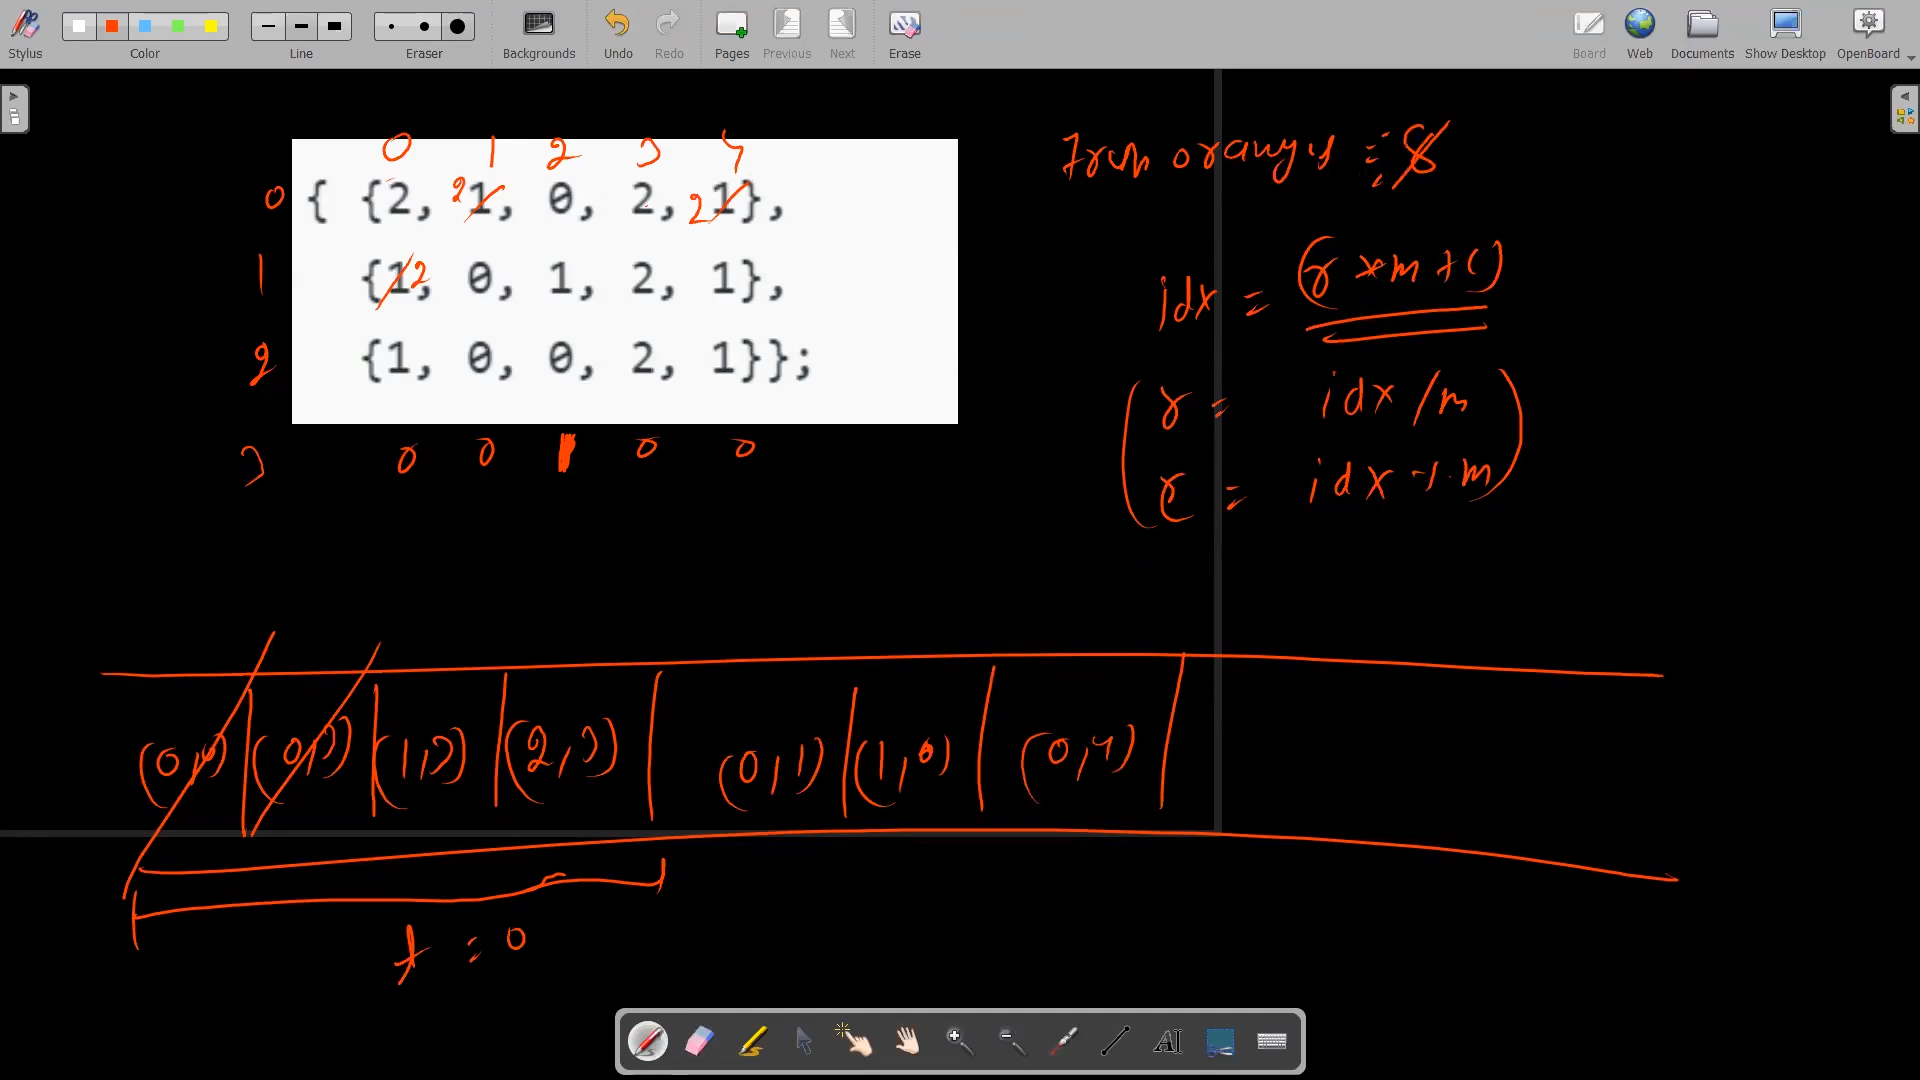 Stylus Color Line Eraser Backgrounds Undo Redo Pages Previous Next Erase Board Web Documents Show Desktop OpenBoard
0 1 2 3 4
0 { {2, 2 1, 0, 2, 2 1},
1 {1 2, 0, 1, 2, 1},
2 {1, 0, 0, 2, 1}};
3 0 0 0 0
Fresh oranges = 8
idx = (r * m + c)
r = idx / m
c = idx % m
(0,0) (0,3) (1,3) (2,3) (0,1) (1,0) (0,4)
t = 0